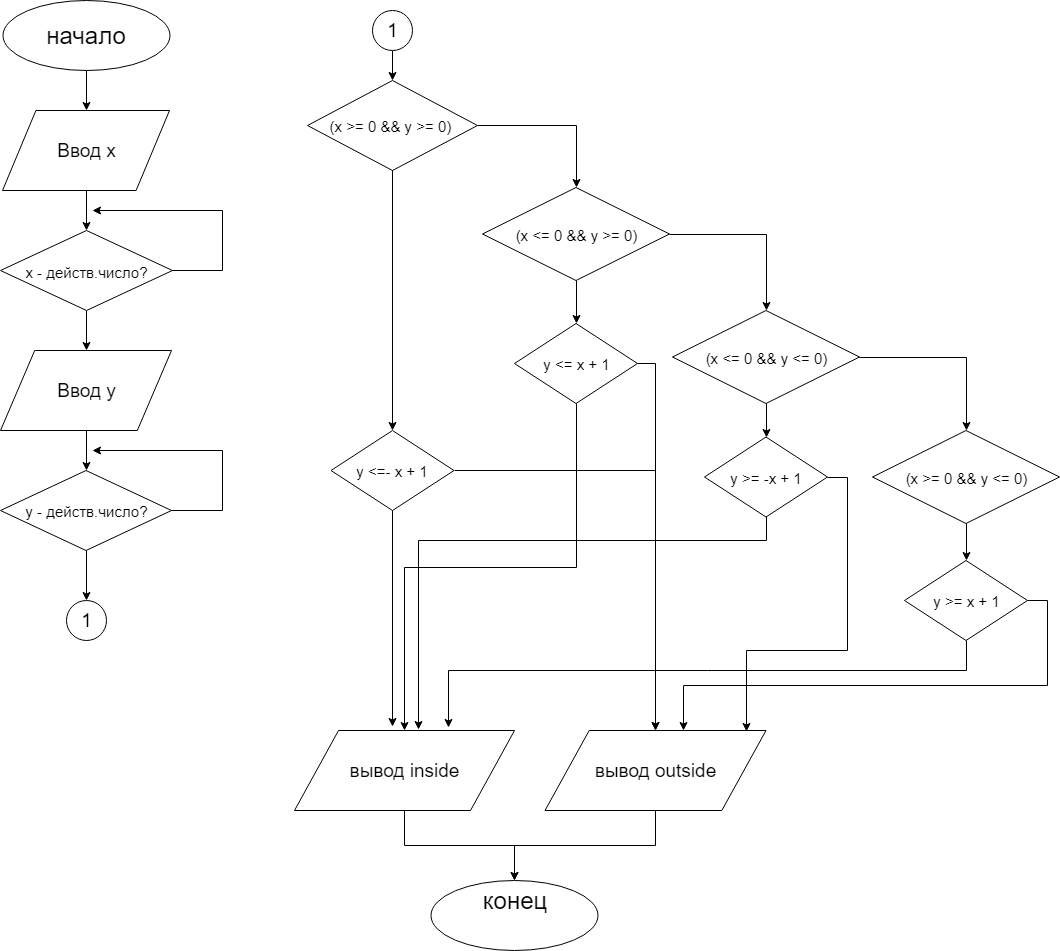 начало
Ввод x
x - действ.число?
Ввод y
y - действ.число?
1
1
(x >= 0 && y >= 0)
(x <= 0 && y >= 0)
y <= x + 1
(x <= 0 && y <= 0)
y <=- x + 1
y >= -x + 1
(x >= 0 && y <= 0)
y >= x + 1
вывод inside
вывод outside
конец